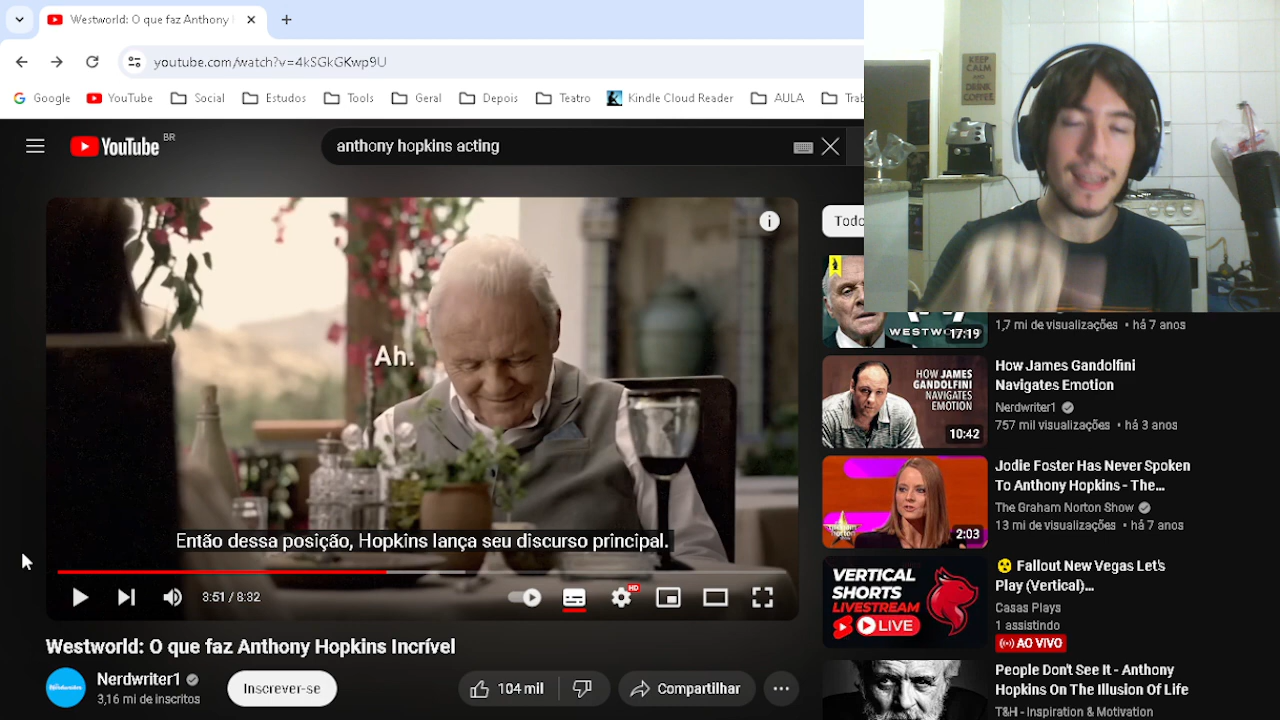 Westworld: O que faz Anthony
youtube.com/watch?v=4kSGkGKwp9U
Google
YouTube
Social
Tools
Geral
Depois
Teatro
Kindle Cloud Reader
AULA
KEEP
CALM
AND
DRINK
COFFEE
YouTube BR
anthony hopkins acting
Ah.
Então dessa posição, Hopkins lança seu discurso principal.
HD
3:51 / 8:32
Westworld: O que faz Anthony Hopkins Incrível
Nerdwriter1
3,16 mi de inscritos
Inscrever-se
104 mil
Compartilhar
WESTWO
17:19
1,7 mi de visualizações • há 7 anos
HOW JAMES
GANDOLFINI
NAVIGATES
EMOTION
10:42
How James Gandolfini
Navigates Emotion
Nerdwriter1
757 mil visualizações • há 3 anos
2:03
Jodie Foster Has Never Spoken
To Anthony Hopkins - The...
The Graham Norton Show
13 mi de visualizações • há 7 anos
VERTICAL
SHORTS
LIVESTREAM
LIVE
Fallout New Vegas Let's
Play (Vertical)...
Casas Plays
1 assistindo
AO VIVO
People Don't See It - Anthony
Hopkins On The Illusion Of Life
T&H - Inspiration & Motivation